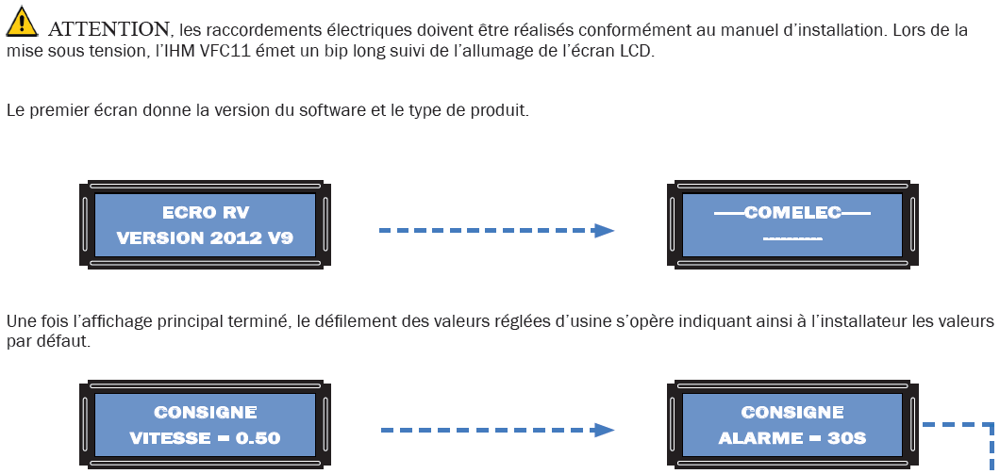 ATTENTION, les raccordements électriques doivent être réalisés conformément au manuel d’installation. Lors de la
mise sous tension, l’IHM VFC11 émet un bip long suivi de l’allumage de l’écran LCD.
Le premier écran donne la version du software et le type de produit.
ECRO RV
VERSION 2012 V9
——COMELEC——
----------
Une fois l’affichage principal terminé, le défilement des valeurs réglées d’usine s’opère indiquant ainsi à l’installateur les valeurs
par défaut.
CONSIGNE
VITESSE = 0.50
CONSIGNE
ALARME = 30S